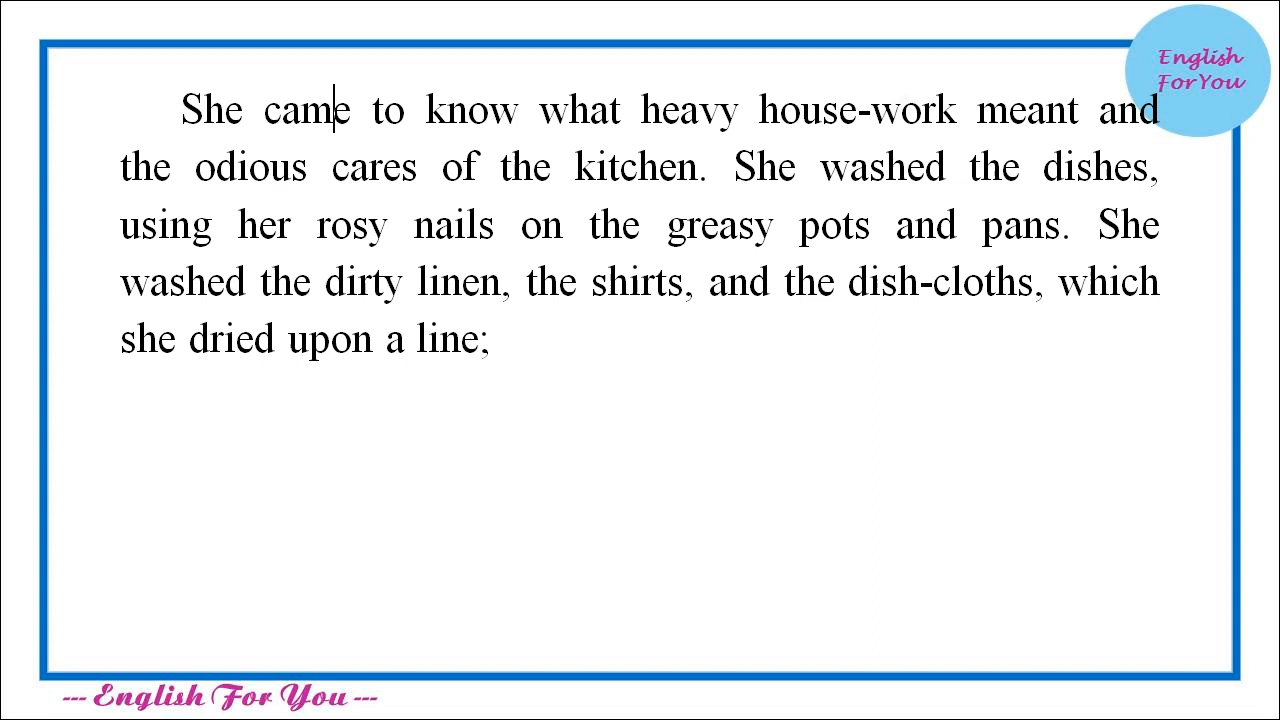 English
ForYou
She came to know what heavy house-work meant and
the odious cares of the kitchen. She washed the dishes,
using her rosy nails on the greasy pots and pans. She
washed the dirty linen, the shirts, and the dish-cloths, which
she dried upon a line;
--- English For You ---